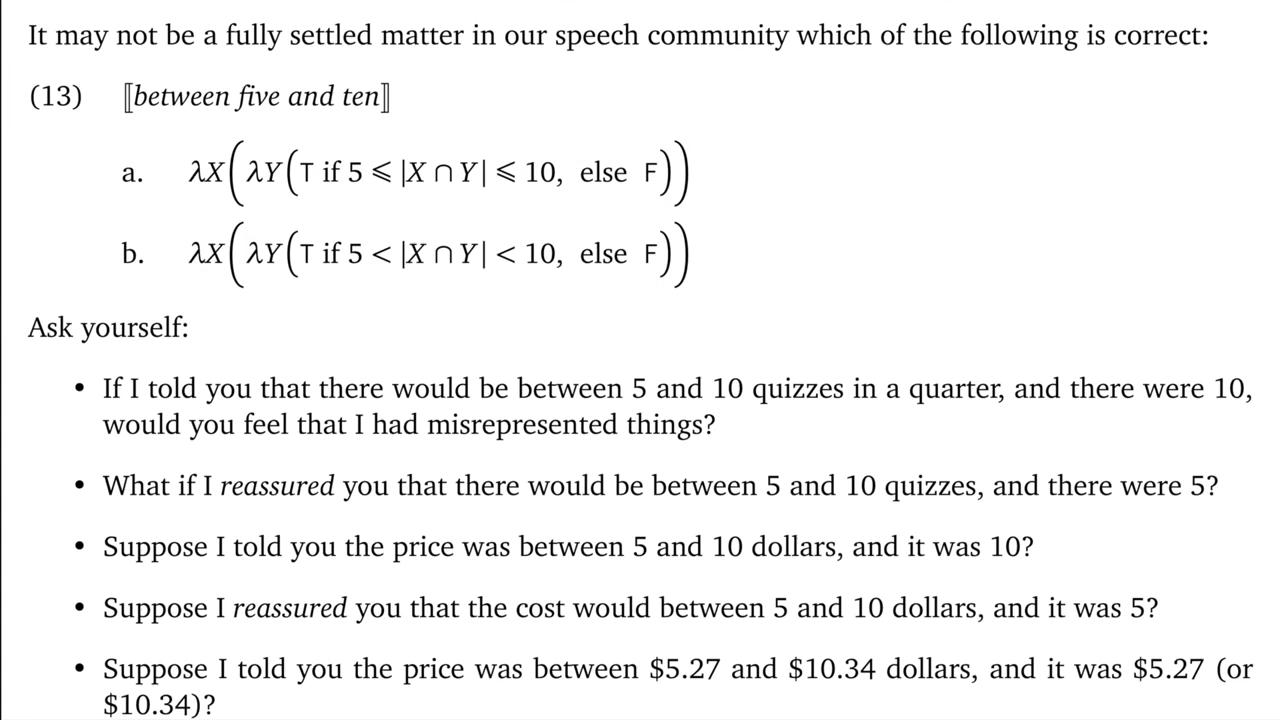 It may not be a fully settled matter in our speech community which of the following is correct:
(13) ⟦between five and ten⟧
a. λX(λY(T if 5 ⩽ |X ∩ Y| ⩽ 10, else F))
b. λX(λY(T if 5 < |X ∩ Y| < 10, else F))
Ask yourself:
• If I told you that there would be between 5 and 10 quizzes in a quarter, and there were 10,
would you feel that I had misrepresented things?
• What if I reassured you that there would be between 5 and 10 quizzes, and there were 5?
• Suppose I told you the price was between 5 and 10 dollars, and it was 10?
• Suppose I reassured you that the cost would between 5 and 10 dollars, and it was 5?
• Suppose I told you the price was between $5.27 and $10.34 dollars, and it was $5.27 (or
$10.34)?